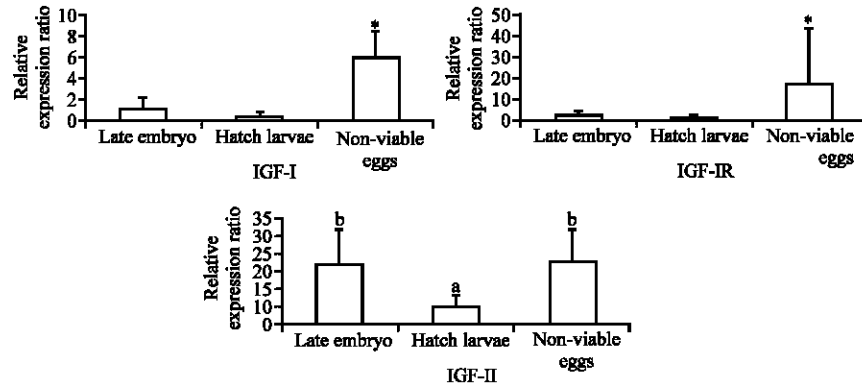 Relative
expression ratio
10
8
6
4
2
0
*
Late embryo
Hatch larvae
Non-viable
eggs
IGF-I
Relative
expression ratio
50
40
30
20
10
0
*
Late embryo
Hatch larvae
Non-viable
eggs
IGF-IR
Relative
expression ratio
35
30
25
20
15
10
0
b
a
b
Late embryo
Hatch larvae
Non-viable
eggs
IGF-II